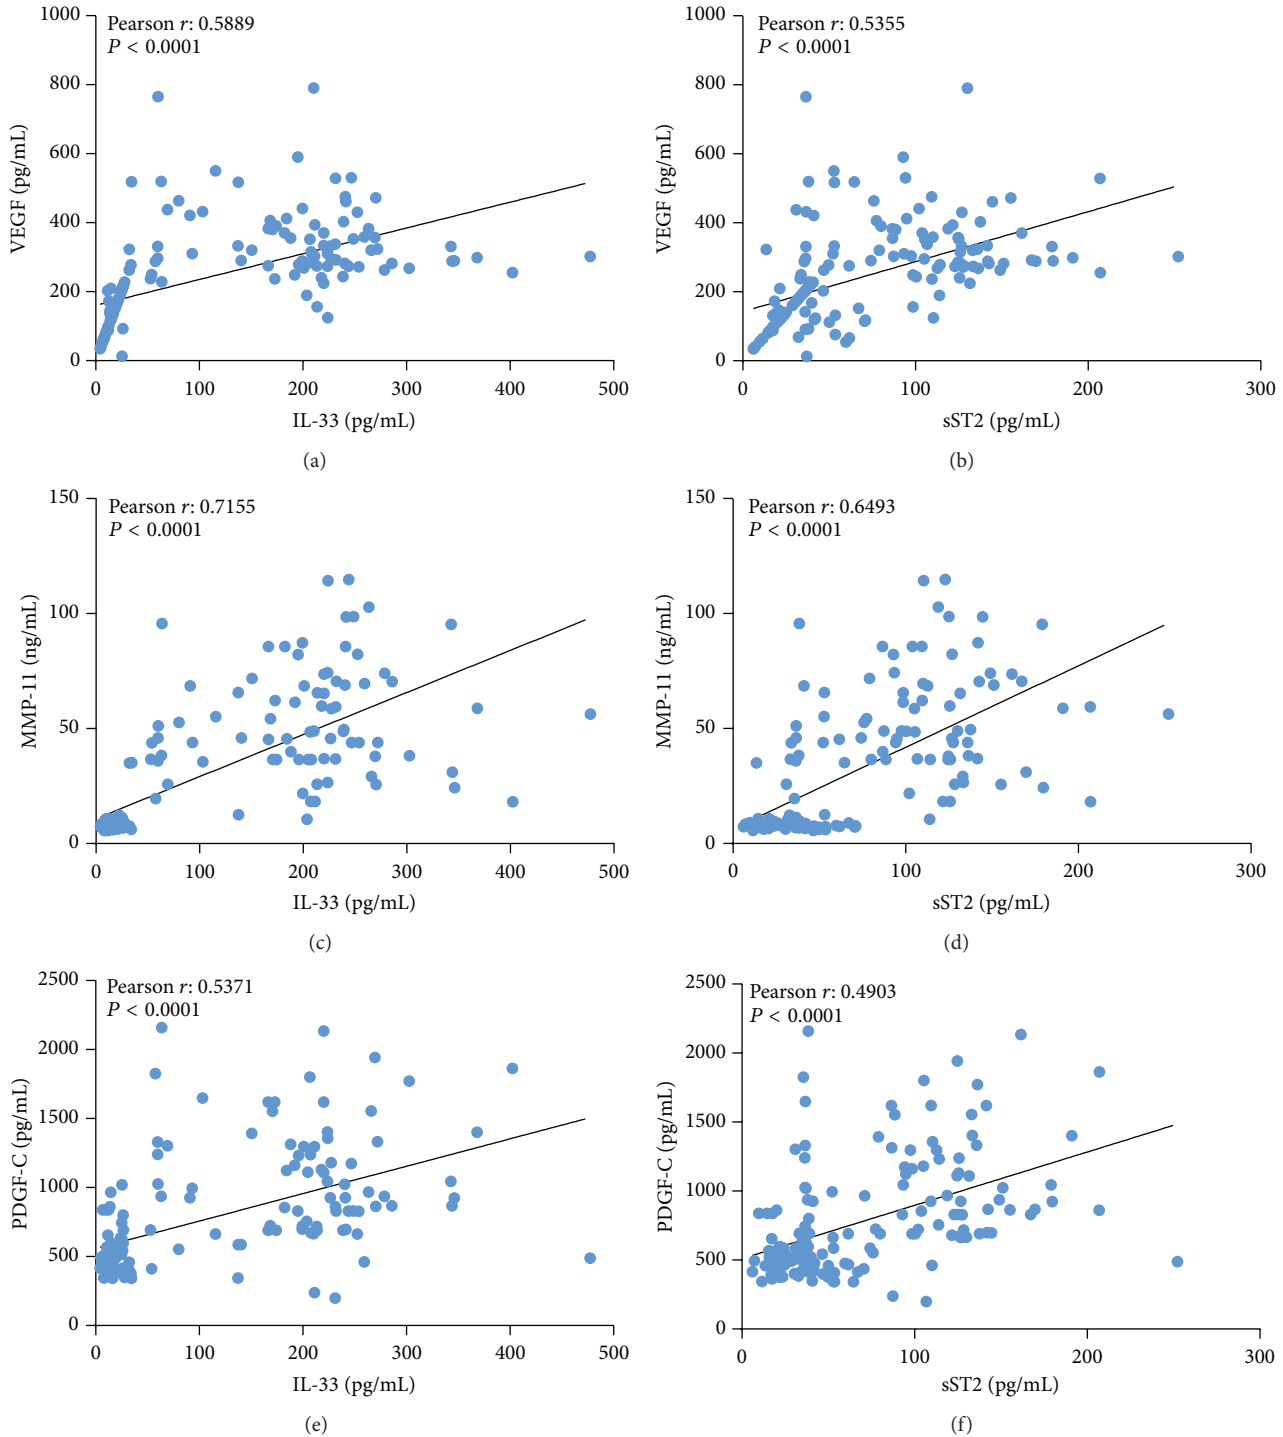 Pearson r: 0.5889
P < 0.0001
1000
800
600
400
200
0
VEGF (pg/mL)
0 100 200 300 400 500
IL-33 (pg/mL)
(a)
Pearson r: 0.5355
P < 0.0001
1000
800
600
400
200
0
VEGF (pg/mL)
0 100 200 300
sST2 (pg/mL)
(b)
Pearson r: 0.7155
P < 0.0001
150
100
50
0
MMP-11 (ng/mL)
0 100 200 300 400 500
IL-33 (pg/mL)
(c)
Pearson r: 0.6493
P < 0.0001
150
100
50
0
MMP-11 (ng/mL)
0 100 200 300
sST2 (pg/mL)
(d)
Pearson r: 0.5371
P < 0.0001
2500
2000
1500
1000
500
0
PDGF-C (pg/mL)
0 100 200 300 400 500
IL-33 (pg/mL)
(e)
Pearson r: 0.4903
P < 0.0001
2500
2000
1500
1000
500
0
PDGF-C (pg/mL)
0 100 200 300
sST2 (pg/mL)
(f)